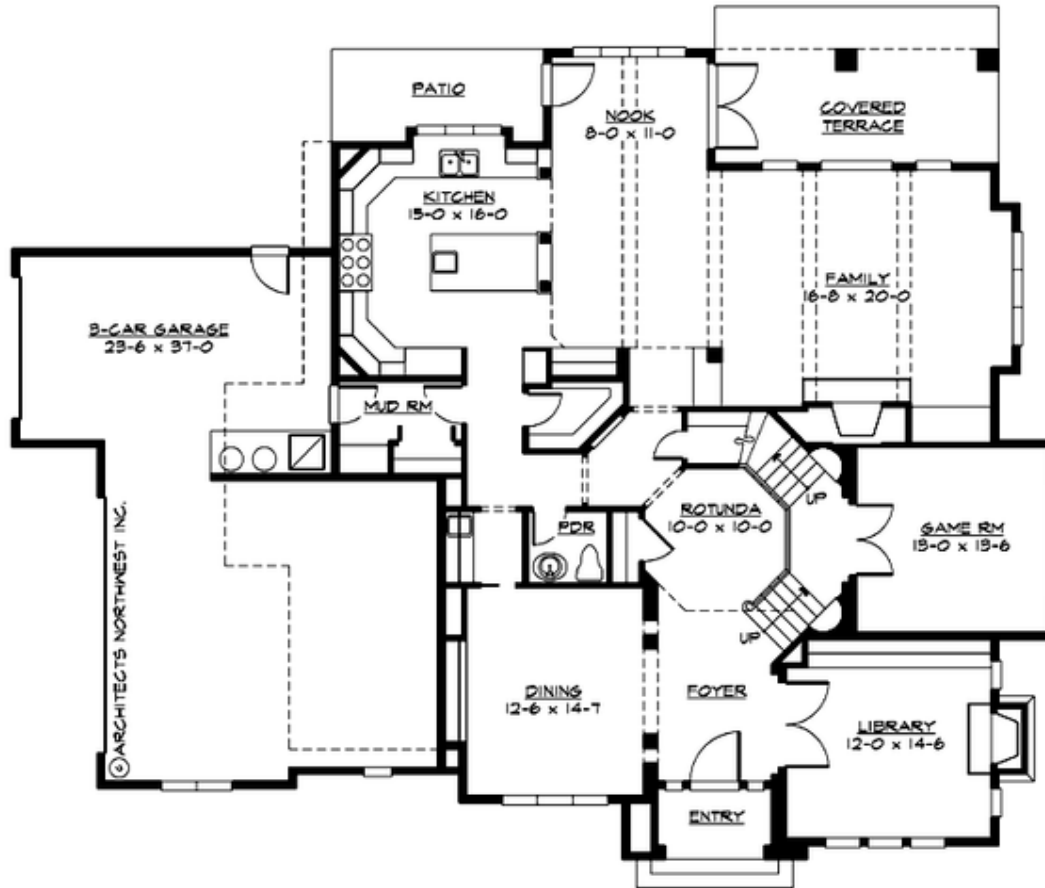 PATIO
NOOK
8-0 x 11-0
COVERED
TERRACE
KITCHEN
15-0 x 16-0
FAMILY
16-8 x 20-0
3-CAR GARAGE
23-6 x 37-0
MUD RM
UP
ROTUNDA
10-0 x 10-0
PDR
GAME RM
13-0 x 13-6
UP
DINING
12-6 x 14-7
FOYER
LIBRARY
12-0 x 14-6
ENTRY
© ARCHITECTS NORTHWEST INC.